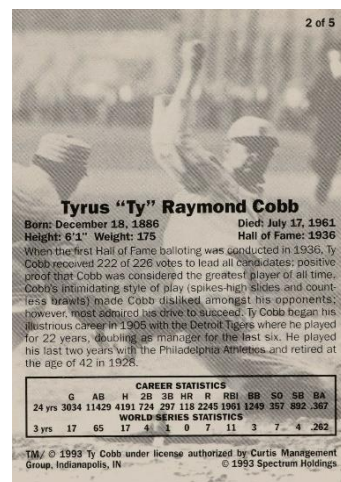 2 of 5
Tyrus "Ty" Raymond Cobb
Born: December 18, 1886 Died: July 17, 1961
Height: 6'1" Weight: 175 Hall of Fame: 1936
When the first Hall of Fame balloting was conducted in 1936, Ty
Cobb received 222 of 226 votes to lead all candidates; positive
proof that Cobb was considered the greatest player of all time.
Cobb's intimidating style of play (spikes-high slides and count-
less brawls) made Cobb disliked amongst his opponents;
however, most admired his drive to succeed. Ty Cobb began his
illustrious career in 1905 with the Detroit Tigers where he played
for 22 years, doubling as manager for the last six. He played
his last two years with the Philadelphia Athletics and retired at
the age of 42 in 1928.
CAREER STATISTICS
G AB H 2B 3B HR R RBI BB SO SB BA
24 yrs 3034 11429 4191 724 297 118 2245 1961 1249 357 892 .367
WORLD SERIES STATISTICS
3 yrs 17 65 17 4 1 0 7 11 3 7 4 .262
TM/ © 1993 Ty Cobb under license authorized by Curtis Management
Group, Indianapolis, IN © 1993 Spectrum Holdings